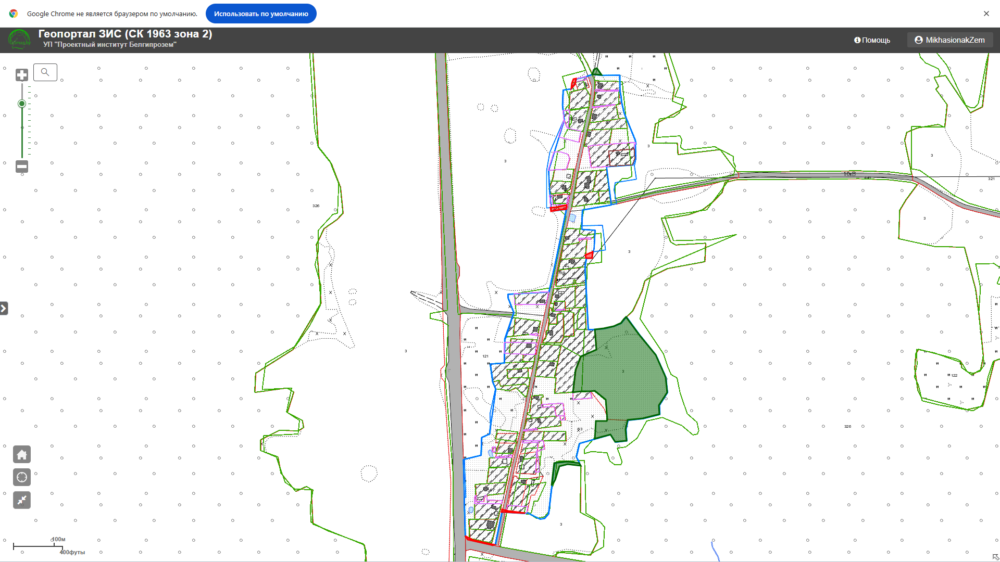 Google Chrome не является браузером по умолчанию.
Использовать по умолчанию
Геопортал ЗИС (СК 1963 зона 2)
УП "Проектный институт Белгипрозем"
Помощь
MikhasionakZem
3
3
3
10кВ
321
326
3
3
тр
3
121
3
122
63
326
3
100м
400футы